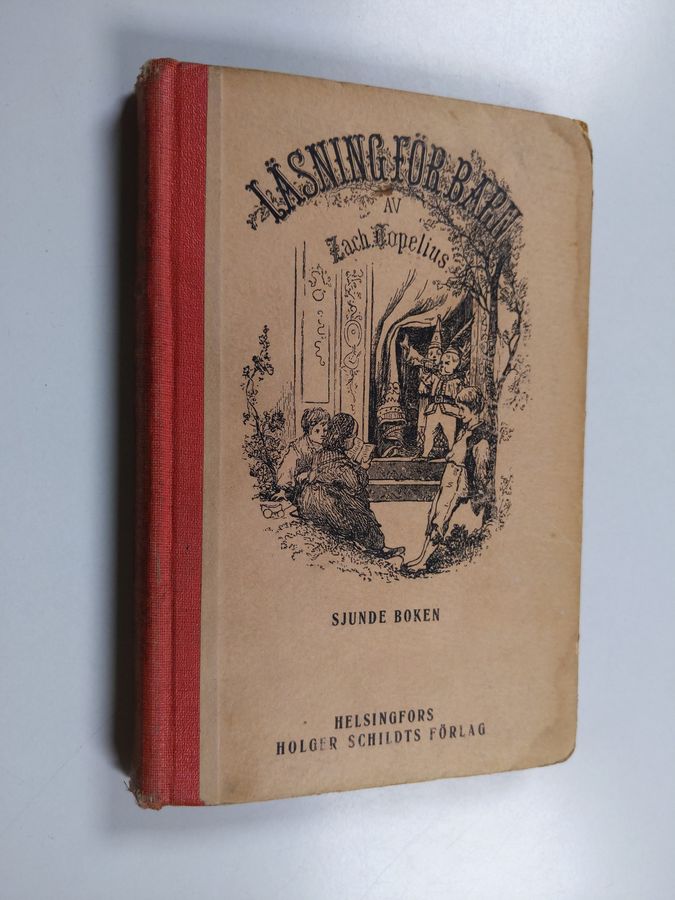 LÄSNING FÖR BARN
AV
Zach. Topelius
SJUNDE BOKEN
HELSINGFORS
HOLGER SCHILDTS FÖRLAG